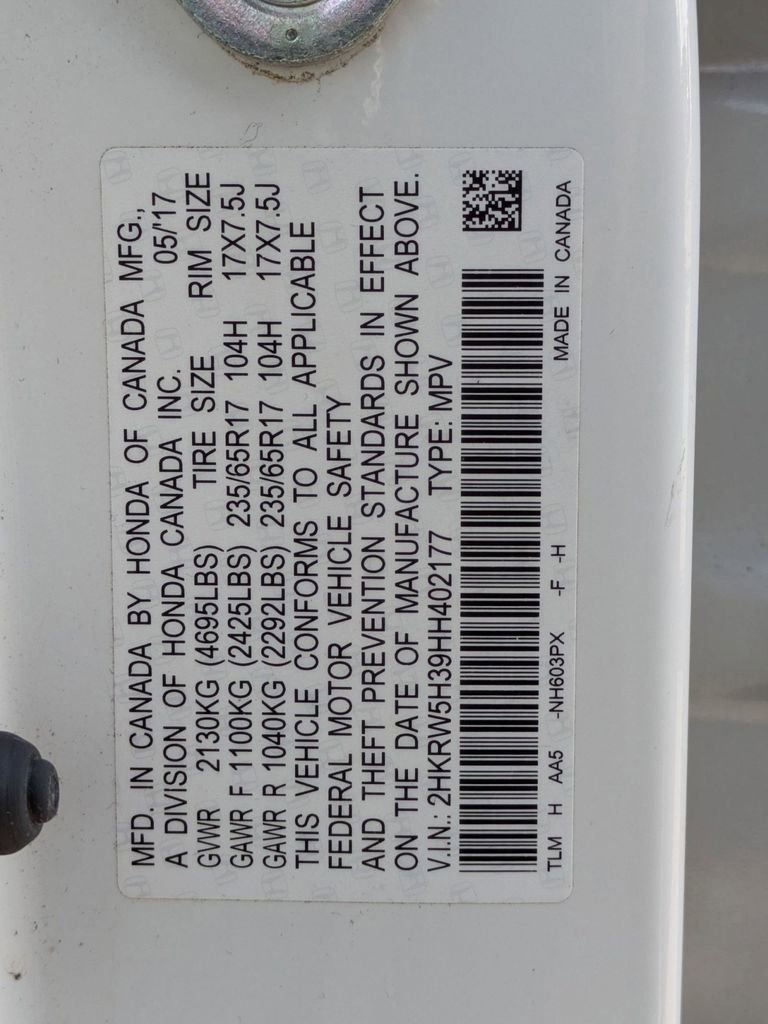 MFD. IN CANADA BY HONDA OF CANADA MFG.,
A DIVISION OF HONDA CANADA INC. 05/'17
GVWR 2130KG (4695LBS) TIRE SIZE RIM SIZE
GAWR F 1100KG (2425LBS) 235/65R17 104H 17X7.5J
GAWR R 1040KG (2292LBS) 235/65R17 104H 17X7.5J
THIS VEHICLE CONFORMS TO ALL APPLICABLE
FEDERAL MOTOR VEHICLE SAFETY
AND THEFT PREVENTION STANDARDS IN EFFECT
ON THE DATE OF MANUFACTURE SHOWN ABOVE.
V.I.N.: 2HKRW5H39HH402177 TYPE: MPV
TLM H AA5 -NH603PX -F -H MADE IN CANADA